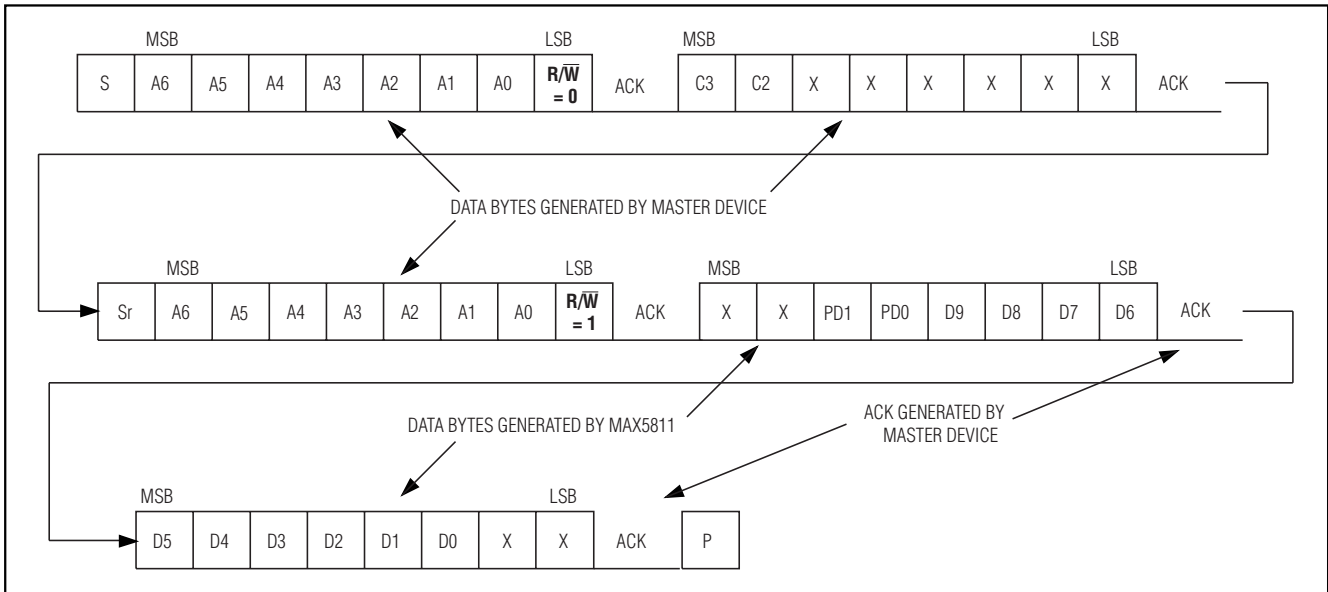 MSB LSB MSB LSB
S A6 A5 A4 A3 A2 A1 A0 R/W̅ = 0 ACK C3 C2 X X X X X X ACK
DATA BYTES GENERATED BY MASTER DEVICE
MSB LSB MSB LSB
Sr A6 A5 A4 A3 A2 A1 A0 R/W̅ = 1 ACK X X PD1 PD0 D9 D8 D7 D6 ACK
DATA BYTES GENERATED BY MAX5811
ACK GENERATED BY
MASTER DEVICE
MSB LSB
D5 D4 D3 D2 D1 D0 X X ACK P